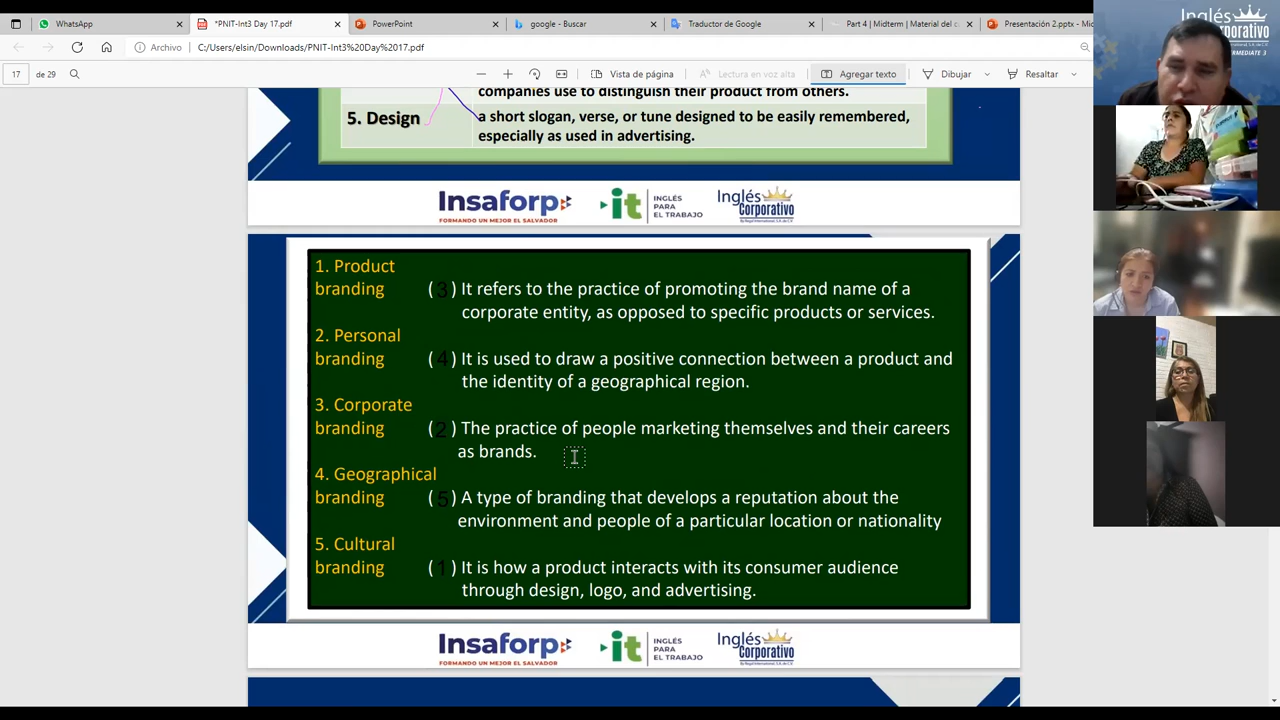 WhatsApp
*PNIT-Int3 Day 17.pdf
PowerPoint
google - Buscar
Traductor de Google
Part 4 | Midterm | Material del c
Presentación 2.pptx - Mic
Archivo
C:/Users/elsin/Downloads/PNIT-Int3%20Day%2017.pdf
17
de 29
Vista de página
Lectura en voz alta
Agregar texto
Dibujar
Resaltar
Inglés
Corporativo
ERMEDIATE 3
companies use to distinguish their product from others.
5. Design
a short slogan, verse, or tune designed to be easily remembered,
especially as used in advertising.
Insaforp
FORMANDO UN MEJOR EL SALVADOR
it
INGLÉS
PARA
EL TRABAJO
Inglés
Corporativo
1. Product
branding
(3) It refers to the practice of promoting the brand name of a
corporate entity, as opposed to specific products or services.
2. Personal
branding
(4) It is used to draw a positive connection between a product and
the identity of a geographical region.
3. Corporate
branding
(2) The practice of people marketing themselves and their careers
as brands.
4. Geographical
branding
(5) A type of branding that develops a reputation about the
environment and people of a particular location or nationality
5. Cultural
branding
(1) It is how a product interacts with its consumer audience
through design, logo, and advertising.
Insaforp
FORMANDO UN MEJOR EL SALVADOR
it
INGLÉS
PARA
EL TRABAJO
Inglés
Corporativo